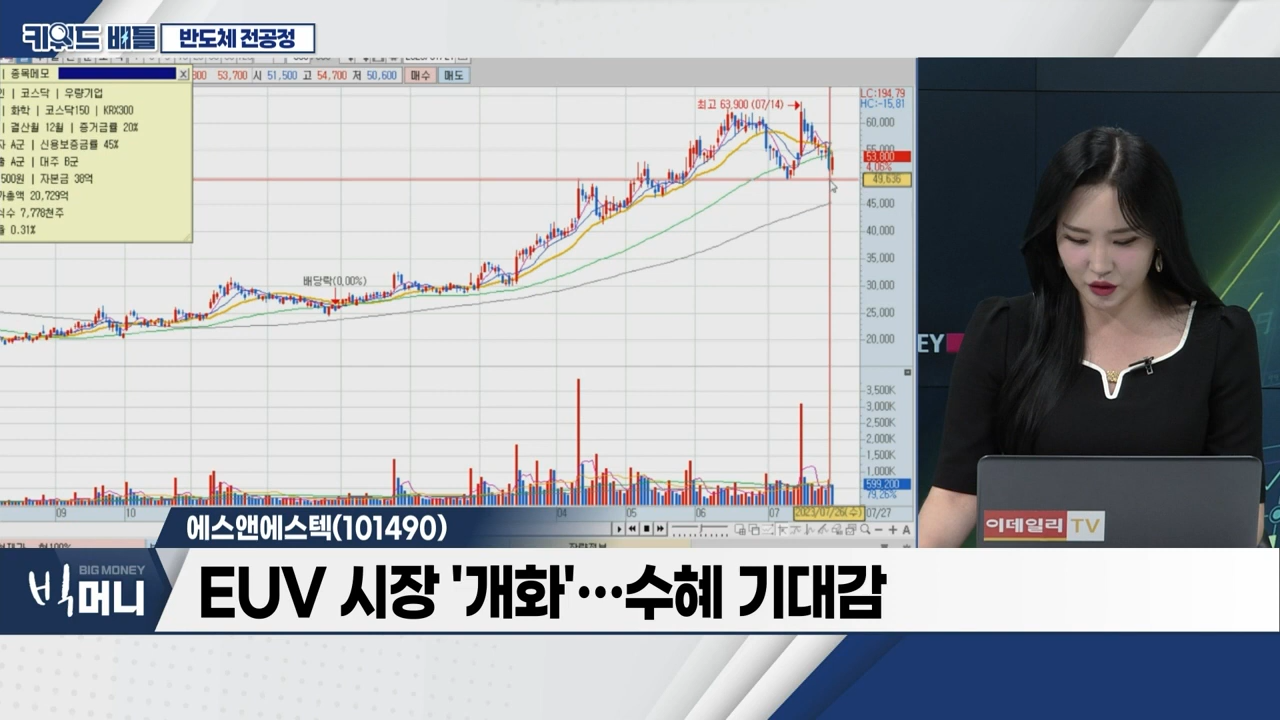 키워드 배틀
반도체 전공정
종목메모
53,700 시 51,500 고 54,700 저 50,600 매수 매도
코스닥 | 우량기업
화학 | 코스닥150 | KRX300
결산월 12월 | 증거금률 20%
A군 | 신용보증금률 45%
A군 | 대주 B군
500원 | 자본금 38억
20,729억
7,778천주
0.31%
최고 63,900 (07/14)
LC:194.79
HC:-15.81
60,000
55,000
53,800
4.06%
49,636
45,000
40,000
35,000
30,000
25,000
20,000
배당락(0.00%)
3,500K
3,000K
2,500K
2,000K
1,500K
1,000K
599,200
79.26%
09
10
04
05
06
07
2023/07/26(수)
07/27
A
EY
이데일리 TV
에스앤에스텍(101490)
BIG MONEY
빅머니
EUV 시장 '개화'…수혜 기대감